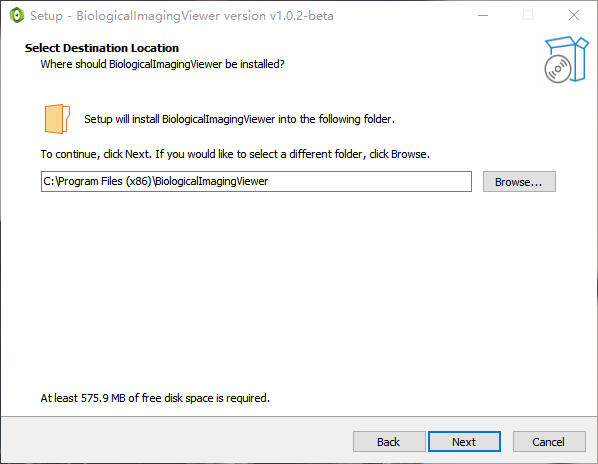 Setup - BiologicalImagingViewer version v1.0.2-beta
Select Destination Location
Where should BiologicalImagingViewer be installed?
Setup will install BiologicalImagingViewer into the following folder.
To continue, click Next. If you would like to select a different folder, click Browse.
C:\Program Files (x86)\BiologicalImagingViewer
Browse...
At least 575.9 MB of free disk space is required.
Back
Next
Cancel